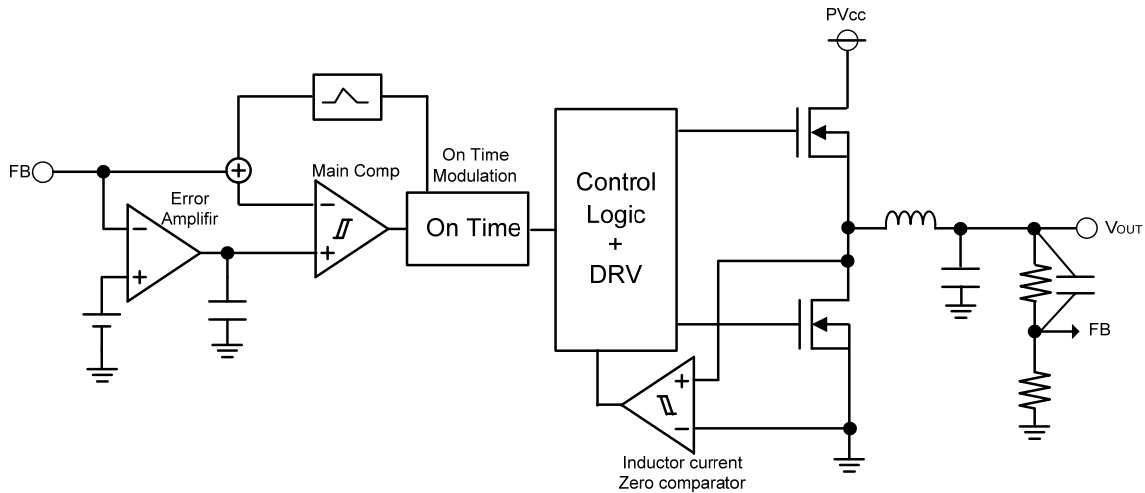 PVcc
FB
Error
Amplifir
Main Comp
On Time
Modulation
On Time
Control
Logic
+
DRV
VOUT
FB
Inductor current
Zero comparator
+
−
+
−
+
+
−